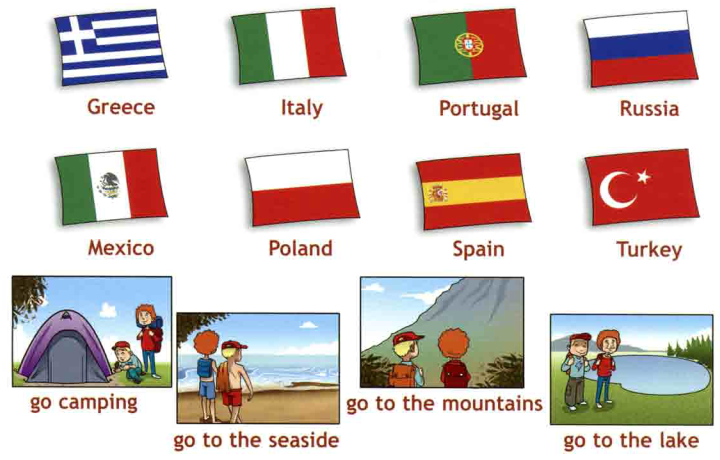 Greece
Italy
Portugal
Russia
Mexico
Poland
Spain
Turkey
go camping
go to the seaside
go to the mountains
go to the lake